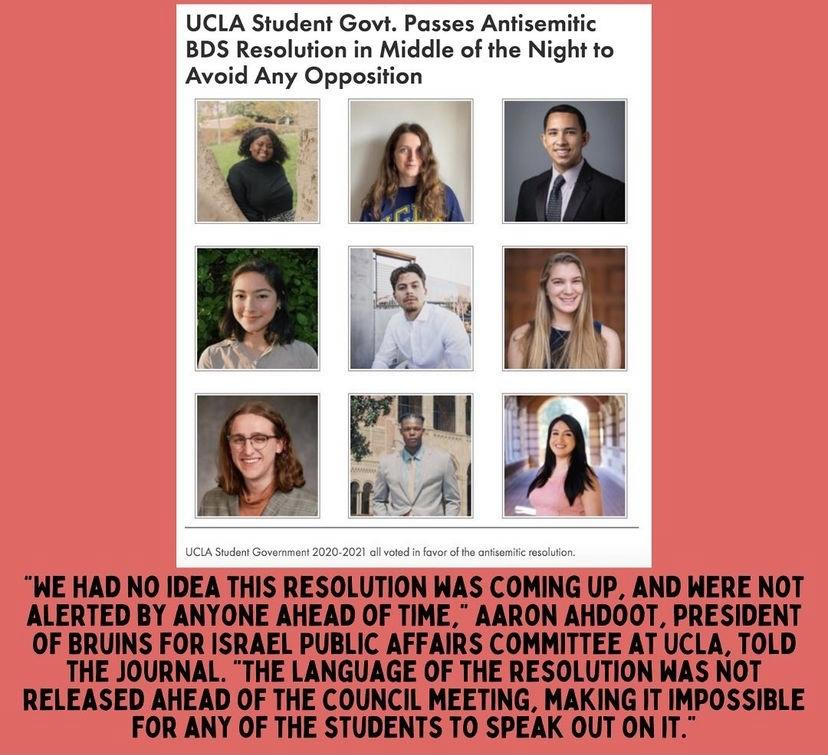 UCLA Student Govt. Passes Antisemitic
BDS Resolution in Middle of the Night to
Avoid Any Opposition
UCLA Student Government 2020-2021 all voted in favor of the antisemitic resolution.
"WE HAD NO IDEA THIS RESOLUTION WAS COMING UP, AND WERE NOT
ALERTED BY ANYONE AHEAD OF TIME," AARON AHDOOT, PRESIDENT
OF BRUINS FOR ISRAEL PUBLIC AFFAIRS COMMITTEE AT UCLA, TOLD
THE JOURNAL. "THE LANGUAGE OF THE RESOLUTION WAS NOT
RELEASED AHEAD OF THE COUNCIL MEETING, MAKING IT IMPOSSIBLE
FOR ANY OF THE STUDENTS TO SPEAK OUT ON IT."